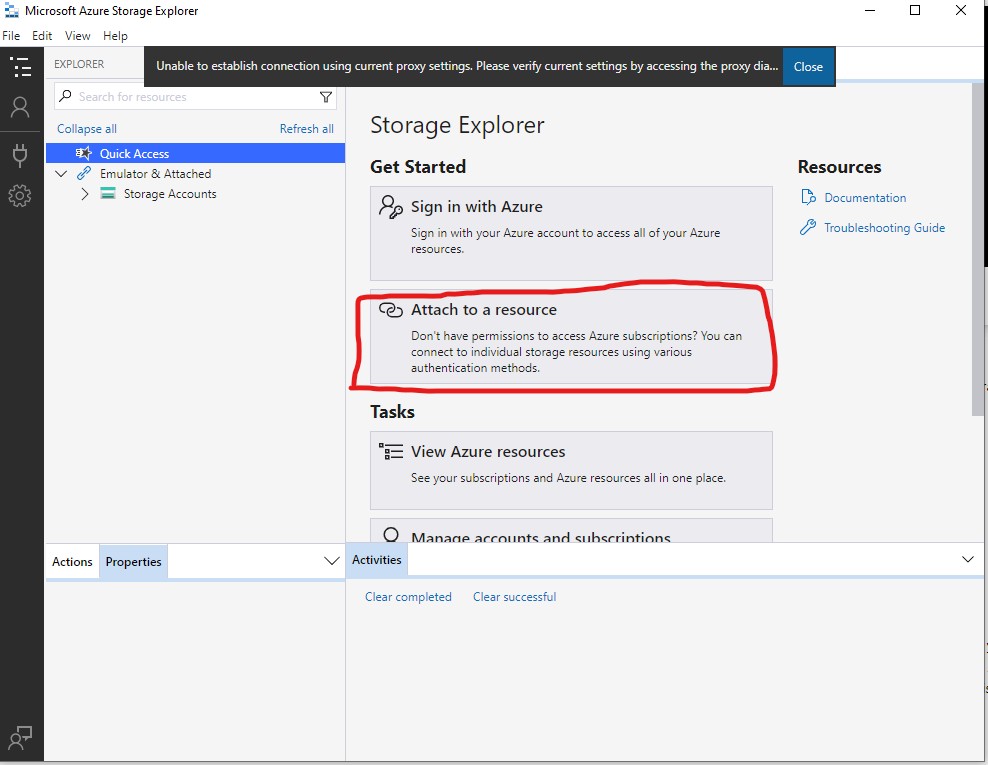 Microsoft Azure Storage Explorer
File Edit View Help
EXPLORER
Unable to establish connection using current proxy settings. Please verify current settings by accessing the proxy dia...
Close
Search for resources
Collapse all
Refresh all
Quick Access
Emulator & Attached
Storage Accounts
Storage Explorer
Get Started
Sign in with Azure
Sign in with your Azure account to access all of your Azure
resources.
Attach to a resource
Don't have permissions to access Azure subscriptions? You can
connect to individual storage resources using various
authentication methods.
Tasks
View Azure resources
See your subscriptions and Azure resources all in one place.
Manage accounts and subscriptions
Resources
Documentation
Troubleshooting Guide
Actions Properties
Activities
Clear completed Clear successful